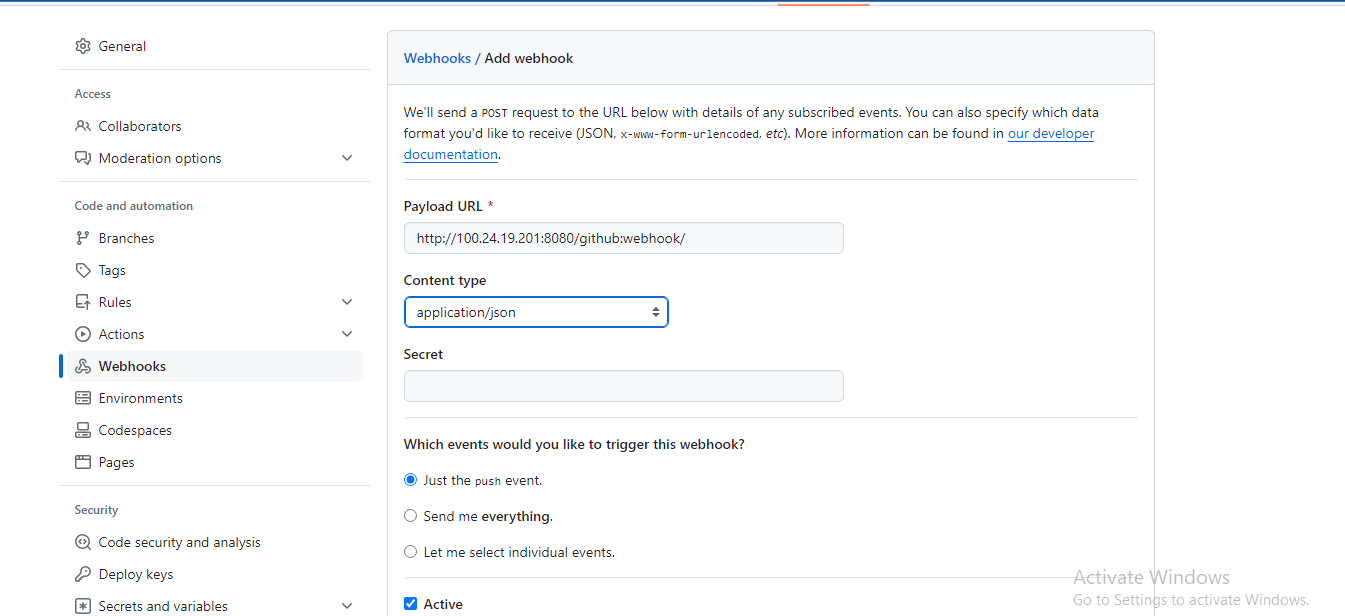 General
Access
Collaborators
Moderation options
Code and automation
Branches
Tags
Rules
Actions
Webhooks
Environments
Codespaces
Pages
Security
Code security and analysis
Deploy keys
Secrets and variables
Webhooks / Add webhook
We'll send a POST request to the URL below with details of any subscribed events. You can also specify which data
format you'd like to receive (JSON, x-www-form-urlencoded, etc). More information can be found in our developer
documentation.
Payload URL *
http://100.24.19.201:8080/github:webhook/
Content type
application/json
Secret
Which events would you like to trigger this webhook?
Just the push event.
Send me everything.
Let me select individual events.
Active
Activate Windows
Go to Settings to activate Windows.